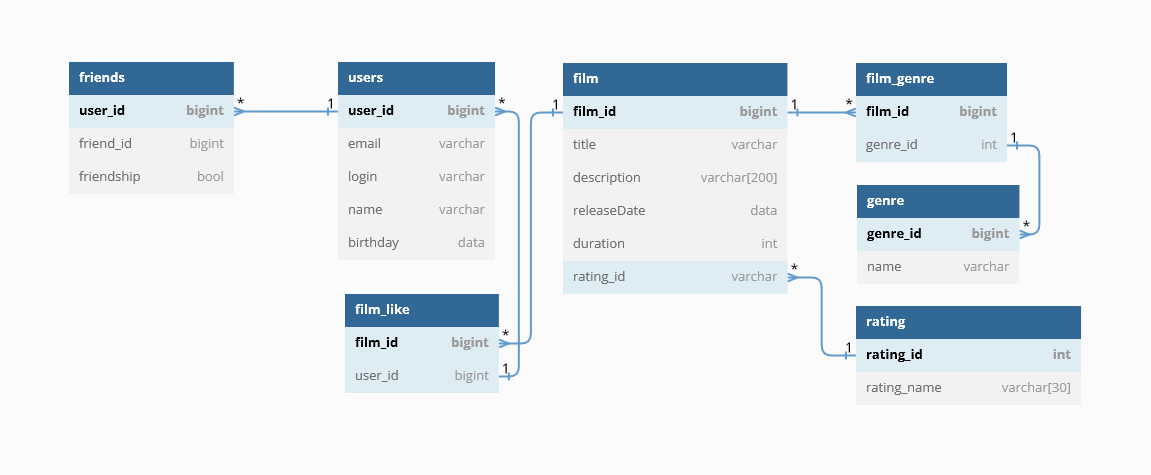 friends
user_id bigint
friend_id bigint
friendship bool
* 1
users
user_id bigint
email varchar
login varchar
name varchar
birthday data
*
film_like
film_id bigint
user_id bigint
*
1
1
film
film_id bigint
title varchar
description varchar[200]
releaseDate data
duration int
rating_id varchar
1 *
*
1
film_genre
film_id bigint
genre_id int
1
genre
genre_id bigint
name varchar
*
rating
rating_id int
rating_name varchar[30]